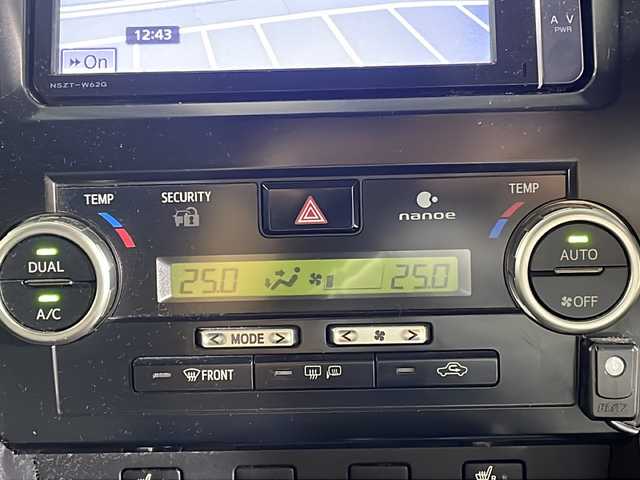 12:43
On
A V
PWR
NSZT-W62G
TEMP
SECURITY
nanoe
TEMP
DUAL
A/C
25.0
25.0
AUTO
OFF
< MODE >
< >
FRONT
R